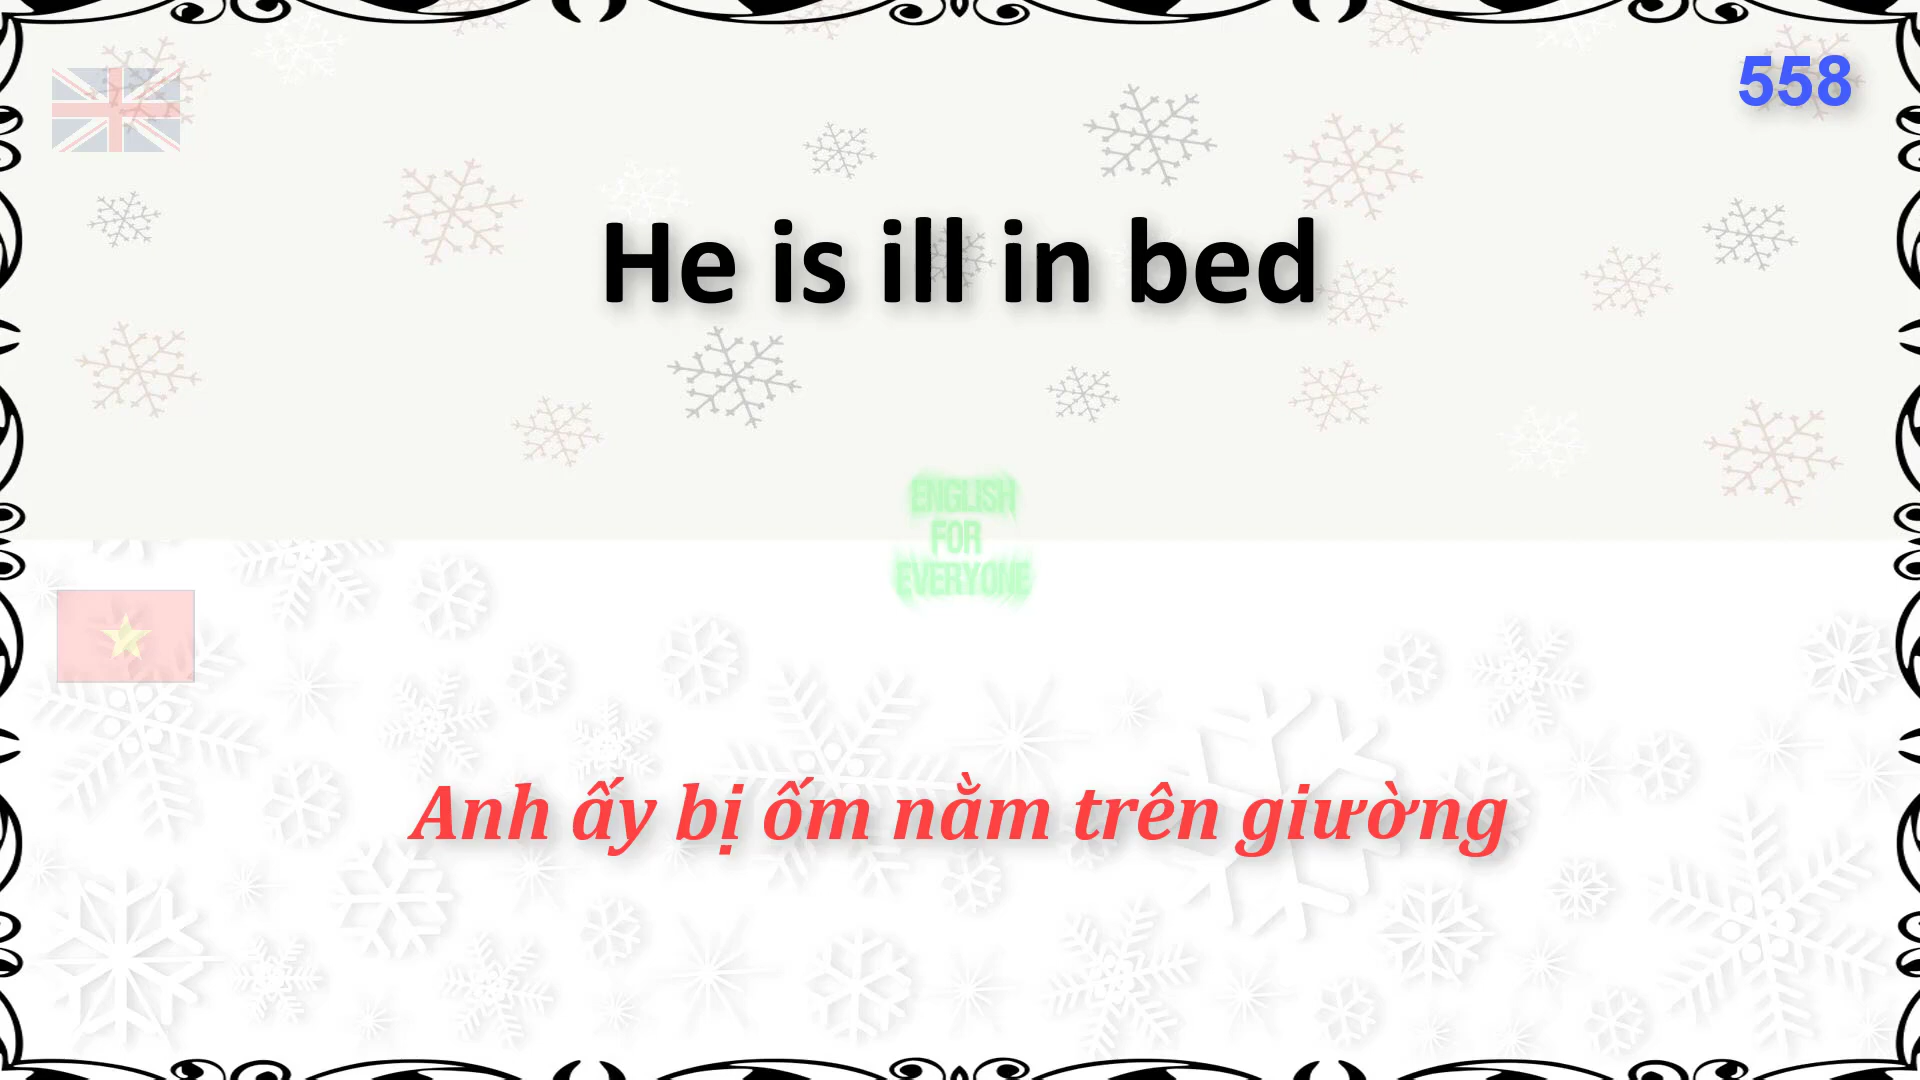 558
He is ill in bed
ENGLISH
FOR
EVERYONE
Anh ấy bị ốm nằm trên giường